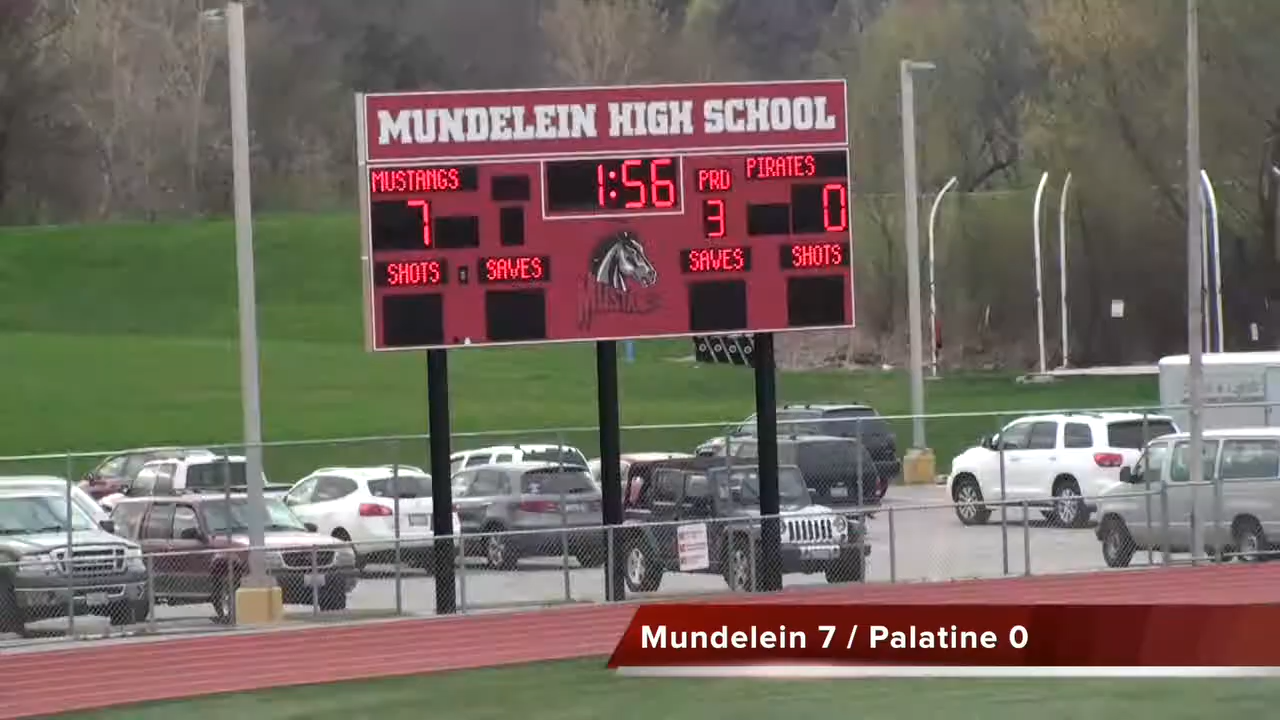 MUNDELEIN HIGH SCHOOL
MUSTANGS 1:56 PRD PIRATES
7 3 0
SHOTS SAVES SAVES SHOTS
MUSTANGS
Mundelein 7 / Palatine 0